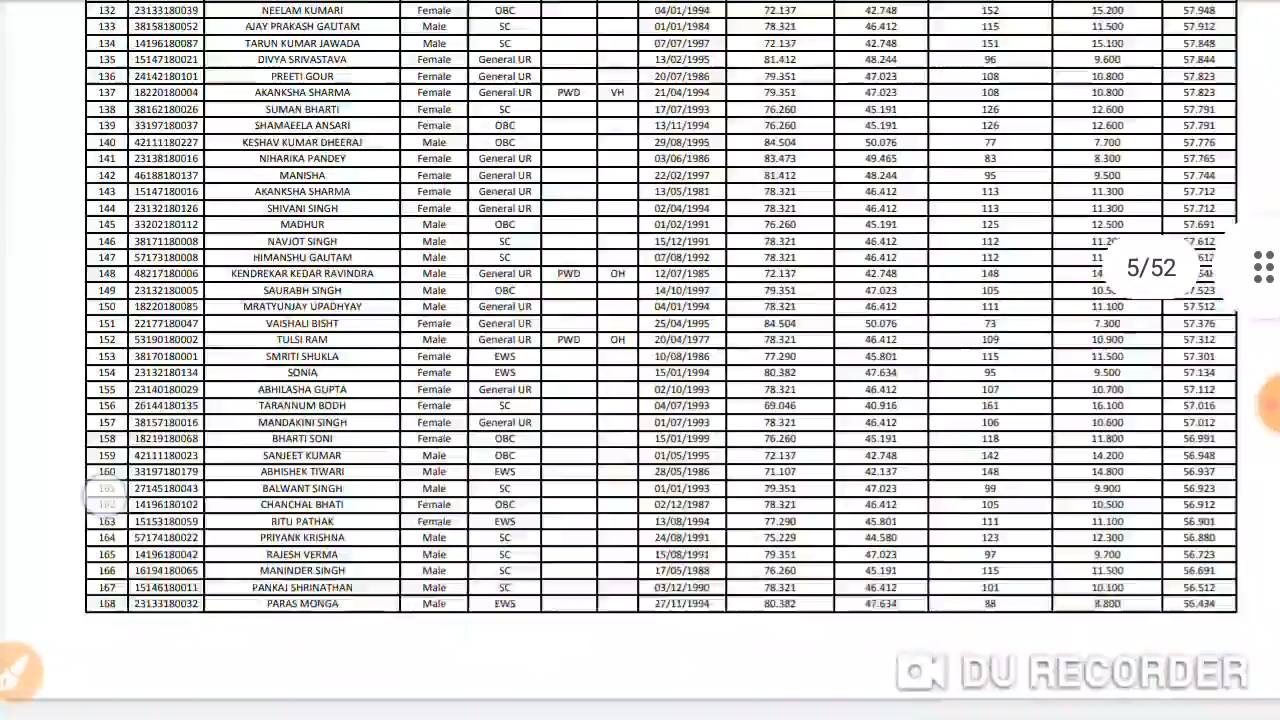 132 23133180039 NEELAM KUMARI Female OBC 04/01/1994 72.137 42.748 152 15.200 57.948
133 38158180052 AJAY PRAKASH GAUTAM Male SC 01/01/1984 78.321 46.412 115 11.500 57.912
134 14196180087 TARUN KUMAR JAWADA Male SC 07/07/1997 72.137 42.748 151 15.100 57.848
135 15147180021 DIVYA SRIVASTAVA Female General UR 13/02/1995 81.412 48.244 96 9.600 57.844
136 24142180101 PREETI GOUR Female General UR 20/07/1986 79.351 47.023 108 10.800 57.823
137 18220180004 AKANKSHA SHARMA Female General UR PWD VH 21/04/1994 79.351 47.023 108 10.800 57.823
138 38162180026 SUMAN BHARTI Female SC 17/07/1993 76.260 45.191 126 12.600 57.791
139 33197180037 SHAMAEELA ANSARI Female OBC 13/11/1994 76.260 45.191 126 12.600 57.791
140 42111180227 KESHAV KUMAR DHEERAJ Male OBC 29/08/1995 84.504 50.076 77 7.700 57.776
141 23138180016 NIHARIKA PANDEY Female General UR 03/06/1986 83.473 49.465 83 8.300 57.765
142 46188180137 MANISHA Female General UR 22/02/1997 81.412 48.244 95 9.500 57.744
143 15147180016 AKANKSHA SHARMA Female General UR 13/05/1981 78.321 46.412 113 11.300 57.712
144 23132180126 SHIVANI SINGH Female General UR 02/04/1994 78.321 46.412 113 11.300 57.712
145 33202180112 MADHUR Male OBC 01/02/1991 76.260 45.191 125 12.500 57.691
146 38171180008 NAVJOT SINGH Male SC 15/12/1991 78.321 46.412 112
147 57173180008 HIMANSHU GAUTAM Male SC 07/08/1992 78.321 46.412 112
148 48217180006 KENDREKAR KEDAR RAVINDRA Male General UR PWD OH 12/07/1985 72.137 42.748 148
149 23132180005 SAURABH SINGH Male OBC 14/10/1997 79.351 47.023 105
5/52
150 18220180085 MRATYUNJAY UPADHYAY Male General UR 04/01/1994 78.321 46.412 111 11.100 57.512
151 22177180047 VAISHALI BISHT Female General UR 25/04/1995 84.504 50.076 73 7.300 57.376
152 53190180002 TULSI RAM Male General UR PWD OH 20/04/1977 78.321 46.412 109 10.900 57.312
153 38170180001 SMRITI SHUKLA Female EWS 10/08/1986 77.290 45.801 115 11.500 57.301
154 23132180134 SONIA Female EWS 15/01/1994 80.382 47.634 95 9.500 57.134
155 23140180029 ABHILASHA GUPTA Female General UR 02/10/1993 78.321 46.412 107 10.700 57.112
156 26144180135 TARANNUM BODH Female SC 04/07/1993 69.046 40.916 161 16.100 57.016
157 38157180016 MANDAKINI SINGH Female General UR 01/07/1993 78.321 46.412 106 10.600 57.012
158 18219180068 BHARTI SONI Female OBC 15/01/1999 76.260 45.191 118 11.800 56.991
159 42111180023 SANJEET KUMAR Male OBC 01/05/1995 72.137 42.748 142 14.200 56.948
160 33197180179 ABHISHEK TIWARI Male EWS 28/05/1986 71.107 42.137 148 14.800 56.937
161 27145180043 BALWANT SINGH Male SC 01/01/1993 79.351 47.023 99 9.900 56.923
162 14196180102 CHANCHAL BHATI Female OBC 02/12/1987 78.321 46.412 105 10.500 56.912
163 15153180059 RITU PATHAK Female EWS 13/08/1994 77.290 45.801 111 11.100 56.901
164 57174180022 PRIYANK KRISHNA Male SC 24/08/1991 75.229 44.580 123 12.300 56.880
165 14196180042 RAJESH VERMA Male SC 15/08/1991 79.351 47.023 97 9.700 56.723
166 16194180065 MANINDER SINGH Male SC 17/05/1988 76.260 45.191 115 11.500 56.691
167 15146180011 PANKAJ SHRINATHAN Male SC 03/12/1990 78.321 46.412 101 10.100 56.512
168 23133180032 PARAS MONGA Male EWS 27/11/1994 80.382 47.634 88 8.800 56.434
DU RECORDER